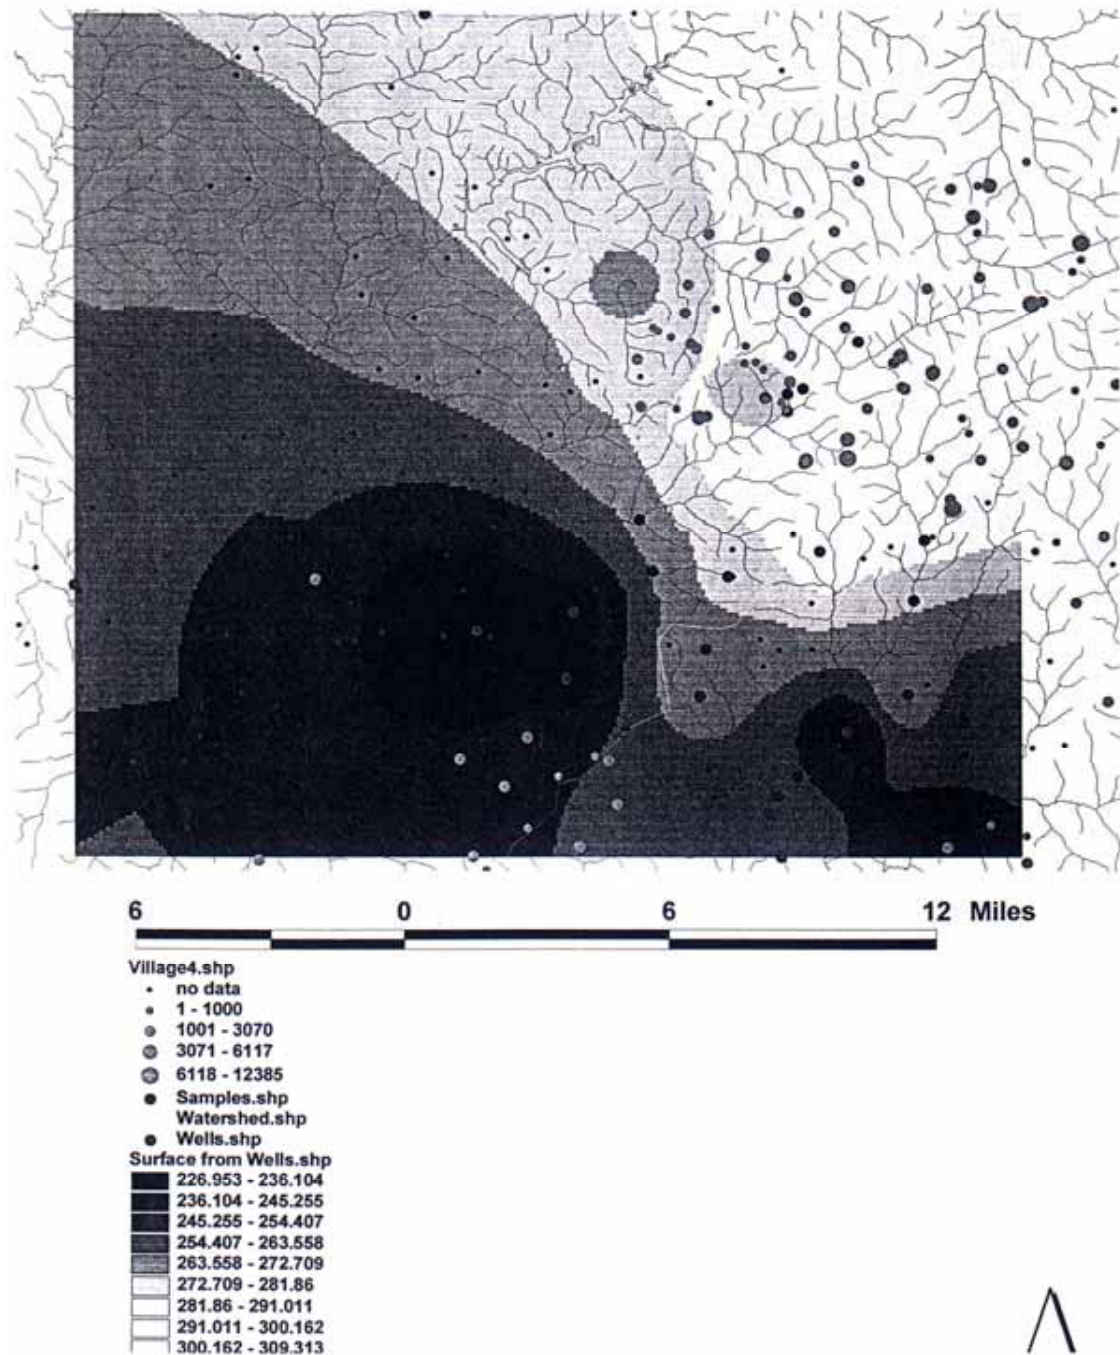 6 0 6 12 Miles
Village4.shp
no data
1 - 1000
1001 - 3070
3071 - 6117
6118 - 12385
Samples.shp
Watershed.shp
Wells.shp
Surface from Wells.shp
226.953 - 236.104
236.104 - 245.255
245.255 - 254.407
254.407 - 263.558
263.558 - 272.709
272.709 - 281.86
281.86 - 291.011
291.011 - 300.162
300.162 - 309.313